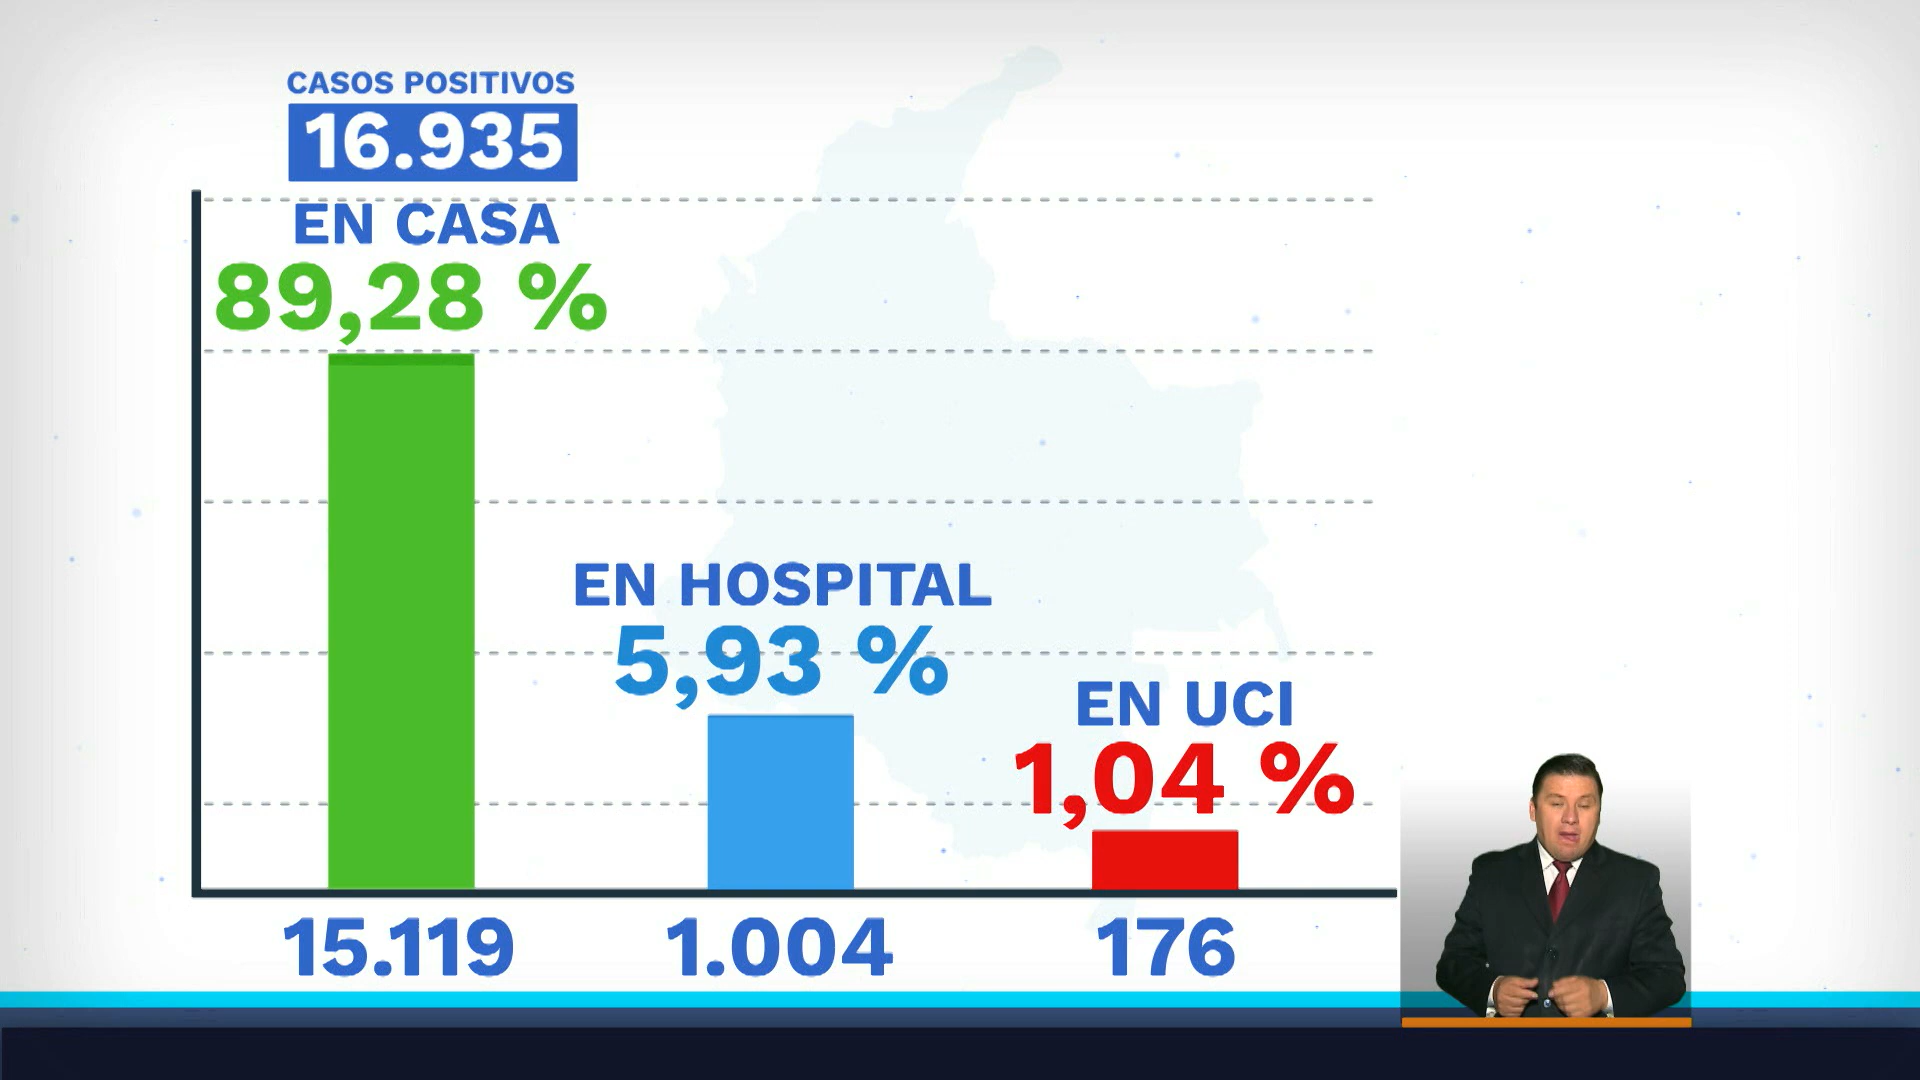 CASOS POSITIVOS
16.935
EN CASA
89,28 %
EN HOSPITAL
5,93 %
EN UCI
1,04 %
15.119
1.004
176